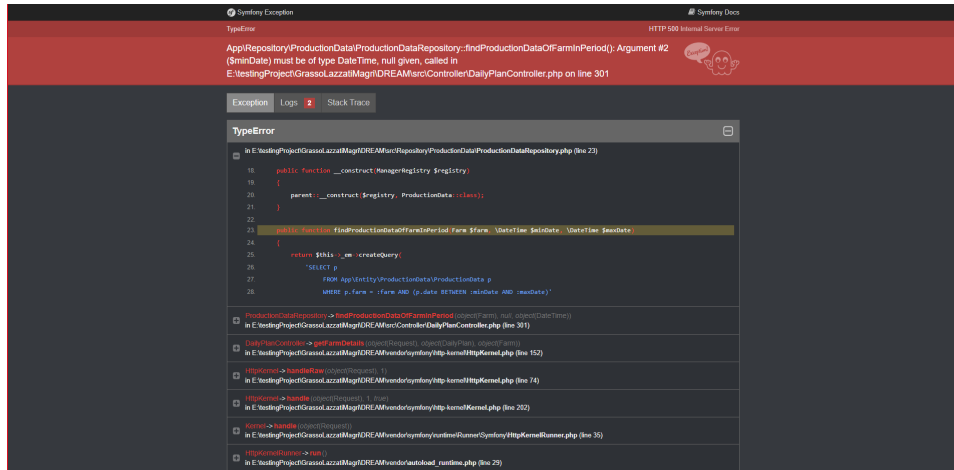 Symfony Exception
Symfony Docs
TypeError
HTTP 500 Internal Server Error
App\Repository\ProductionData\ProductionDataRepository::findProductionDataOfFarmInPeriod(): Argument #2
($minDate) must be of type DateTime, null given, called in
E:\testingProject\GrassoLazzatiMagri\DREAM\src\Controller\DailyPlanController.php on line 301
Exception!
Exception
Logs 2
Stack Trace
TypeError
in E:\testingProject\GrassoLazzatiMagri\DREAM\src\Repository\ProductionData\ProductionDataRepository.php (line 23)
18. public function __construct(ManagerRegistry $registry)
19. {
20. parent::__construct($registry, ProductionData::class);
21. }
22.
23. public function findProductionDataOfFarmInPeriod(Farm $farm, \DateTime $minDate, \DateTime $maxDate)
24. {
25. return $this->_em->createQuery(
26. 'SELECT p
27. FROM App\Entity\ProductionData\ProductionData p
28. WHERE p.farm = :farm AND (p.date BETWEEN :minDate AND :maxDate)'
ProductionDataRepository->findProductionDataOfFarmInPeriod(object(Farm), null, object(DateTime))
in E:\testingProject\GrassoLazzatiMagri\DREAM\src\Controller\DailyPlanController.php (line 301)
DailyPlanController->getFarmDetails(object(Request), object(DailyPlan), object(Farm))
in E:\testingProject\GrassoLazzatiMagri\DREAM\vendor\symfony\http-kernel\HttpKernel.php (line 152)
HttpKernel->handleRaw(object(Request), 1)
in E:\testingProject\GrassoLazzatiMagri\DREAM\vendor\symfony\http-kernel\HttpKernel.php (line 74)
HttpKernel->handle(object(Request), 1, true)
in E:\testingProject\GrassoLazzatiMagri\DREAM\vendor\symfony\http-kernel\Kernel.php (line 202)
Kernel->handle(object(Request))
in E:\testingProject\GrassoLazzatiMagri\DREAM\vendor\symfony\runtime\Runner\Symfony\HttpKernelRunner.php (line 35)
HttpKernelRunner->run()
in E:\testingProject\GrassoLazzatiMagri\DREAM\vendor\autoload_runtime.php (line 29)